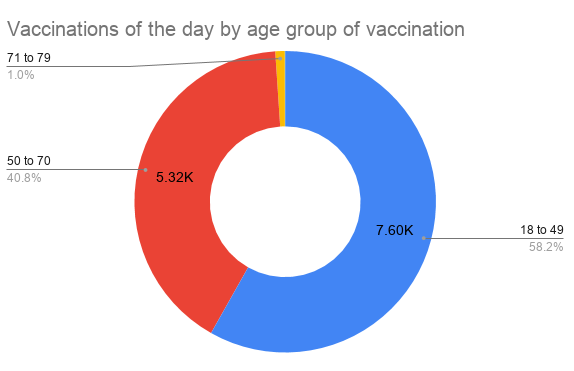 Vaccinations of the day by age group of vaccination
71 to 79
1.0%
50 to 70
40.8%
5.32K
7.60K
18 to 49
58.2%